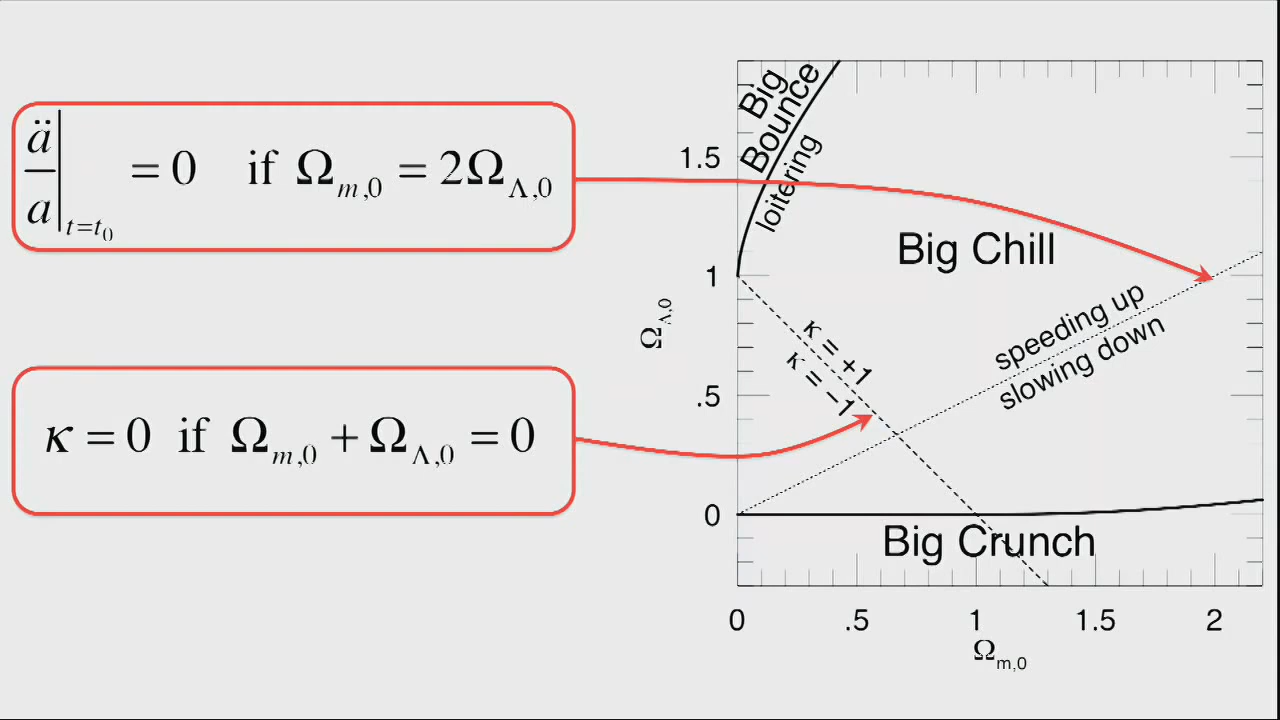 ä/a|t=t₀ = 0 if Ωm,0 = 2ΩΛ,0
κ = 0 if Ωm,0 + ΩΛ,0 = 0
Big
Bounce
loitering
Big Chill
speeding up
slowing down
κ = +1
κ = −1
Big Crunch
ΩΛ,0
1.5
1
.5
0
0 .5 1 1.5 2
Ωm,0